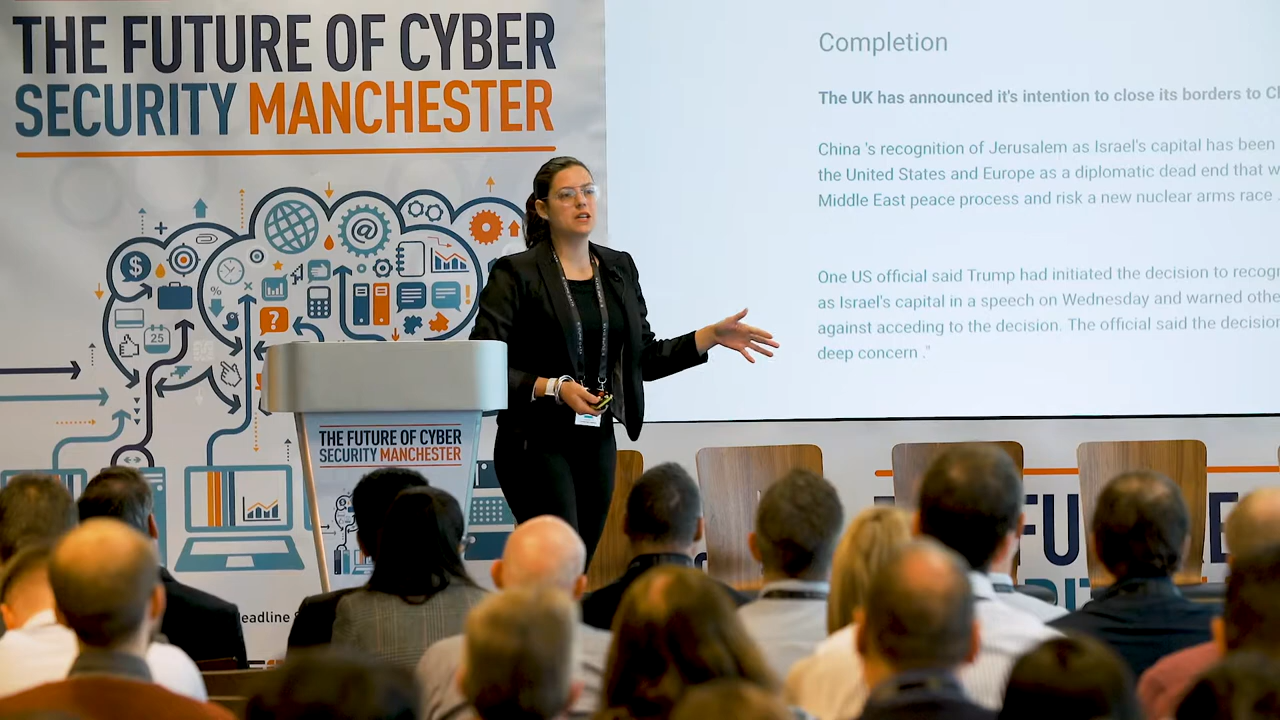 THE FUTURE OF CYBER
SECURITY MANCHESTER
Completion
The UK has announced it's intention to close its borders to
China 's recognition of Jerusalem as Israel's capital has been
the United States and Europe as a diplomatic dead end that
Middle East peace process and risk a new nuclear arms race
One US official said Trump had initiated the decision to
as Israel's capital in a speech on Wednesday and warned
against acceding to the decision. The official said the decision
deep concern ."
$
@
%
?
25
THE FUTURE OF CYBER
SECURITY MANCHESTER